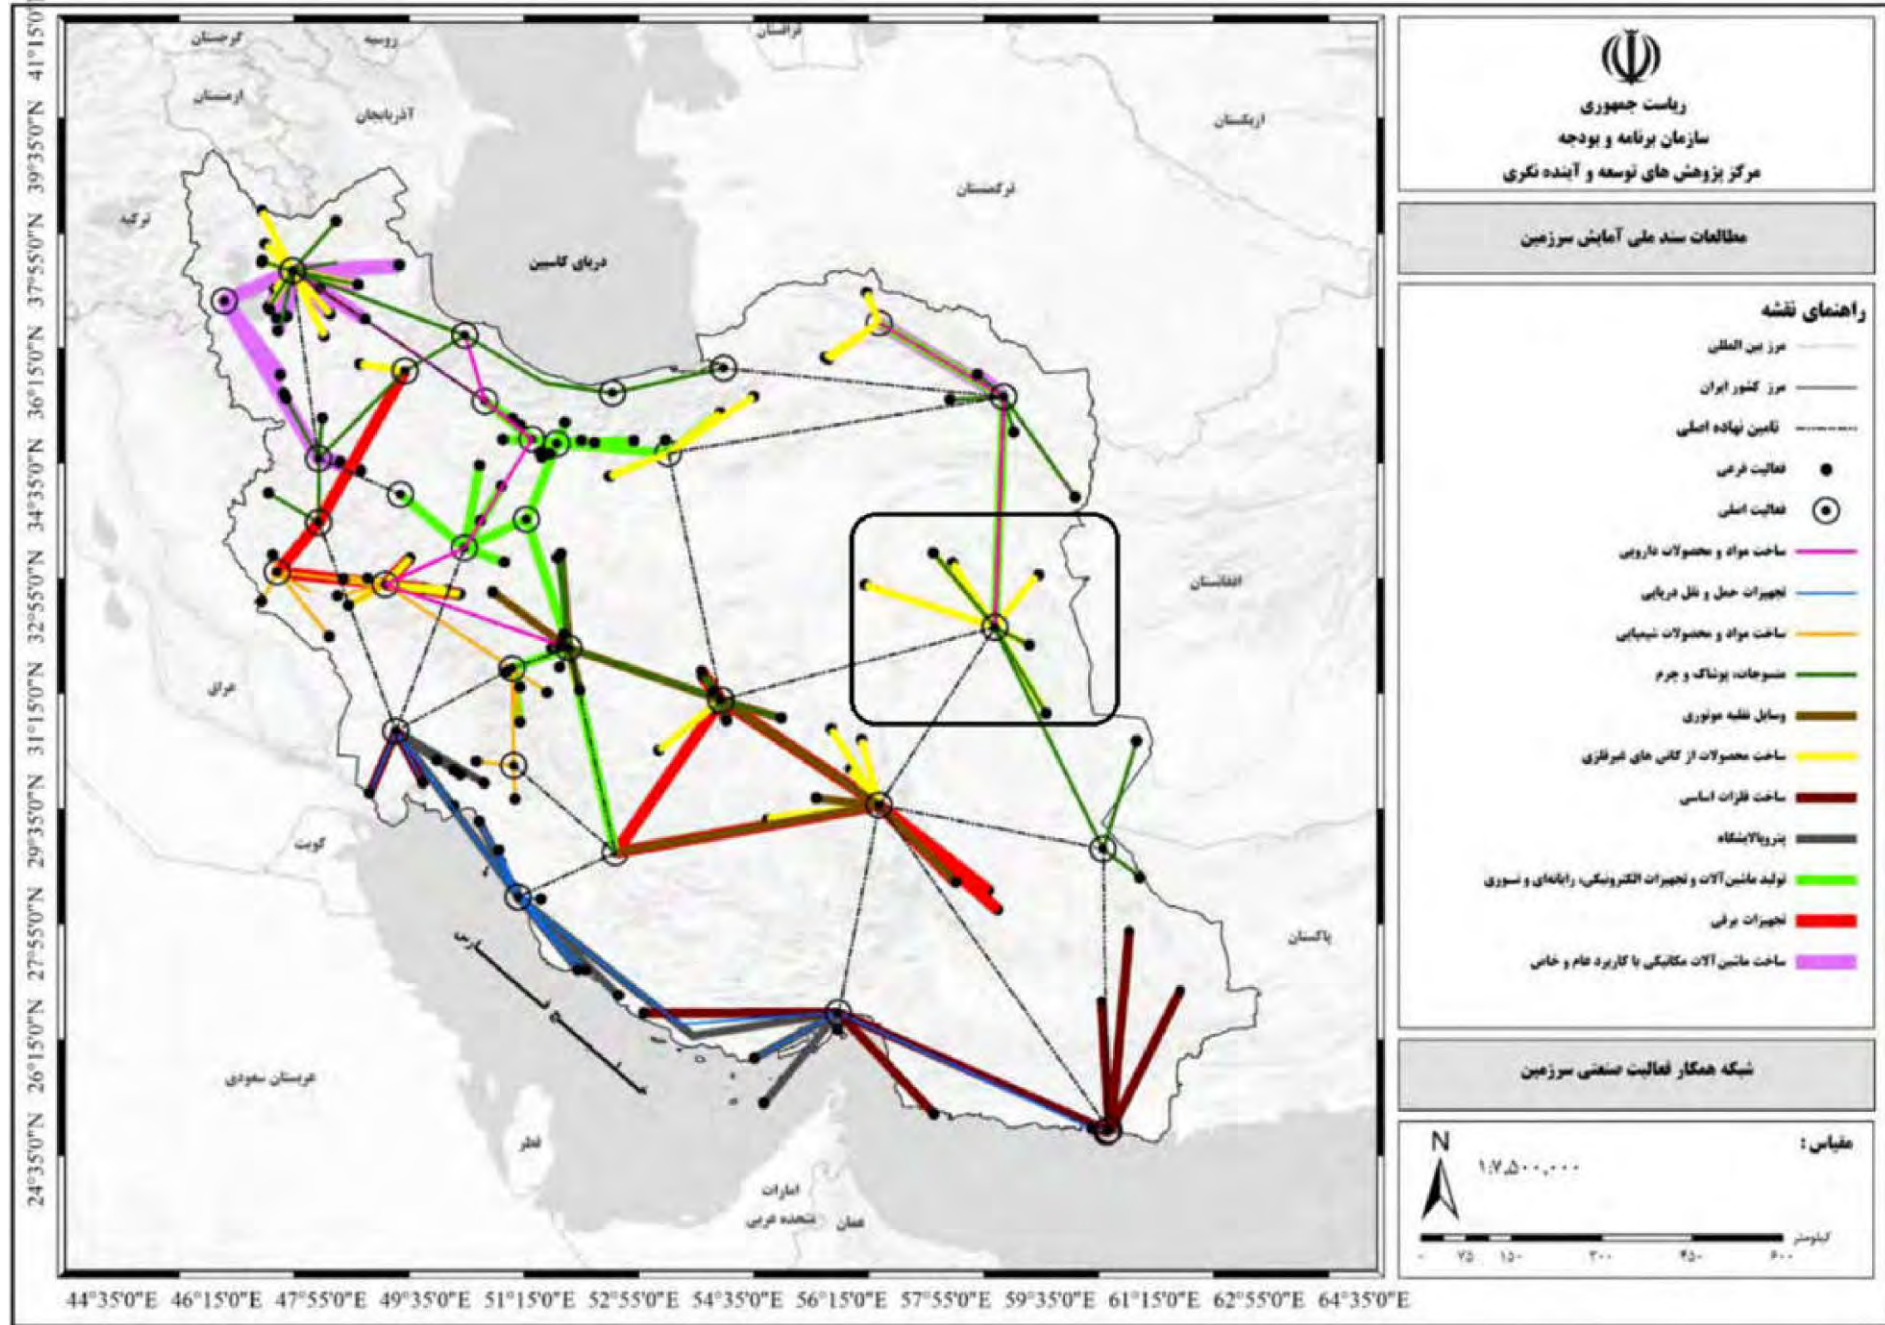 ریاست جمهوری
سازمان برنامه و بودجه
مرکز پژوهش های توسعه و آینده نگری
مطالعات سند ملی آمایش سرزمین
راهنمای نقشه
مرز بین المللی
مرز کشور ایران
تامین نهاده اصلی
فعالیت فرعی
فعالیت اصلی
ساخت مواد و محصولات دارویی
تجهیزات حمل و نقل دریایی
ساخت مواد و محصولات شیمیایی
منسوجات، پوشاک و چرم
وسایل نقلیه موتوری
ساخت محصولات از کانی های غیرفلزی
ساخت فلزات اساسی
پتروپالایشگاه
تولید ماشین آلات و تجهیزات الکترونیکی، رایانه‌ای و نسوری
تجهیزات برقی
ساخت ماشین آلات مکانیکی با کاربرد عام و خاص
شبکه همکار فعالیت صنعتی سرزمین
مقیاس :
N
۱:۷,۵۰۰,۰۰۰
کیلومتر
۰ ۷۵ ۱۵۰ ۳۰۰ ۴۵۰ ۶۰۰
گرجستان
روسیه
قزاقستان
ارمنستان
آذربایجان
ازبکستان
ترکیه
ترکمنستان
دریای کاسپین
افغانستان
عراق
کویت
پاکستان
خلیج فارس
عربستان سعودی
قطر
امارات
متحده عربی
عمان
41°15'0"N
39°35'0"N
37°55'0"N
36°15'0"N
34°35'0"N
32°55'0"N
31°15'0"N
29°35'0"N
27°55'0"N
26°15'0"N
24°35'0"N
44°35'0"E 46°15'0"E 47°55'0"E 49°35'0"E 51°15'0"E 52°55'0"E 54°35'0"E 56°15'0"E 57°55'0"E 59°35'0"E 61°15'0"E 62°55'0"E 64°35'0"E